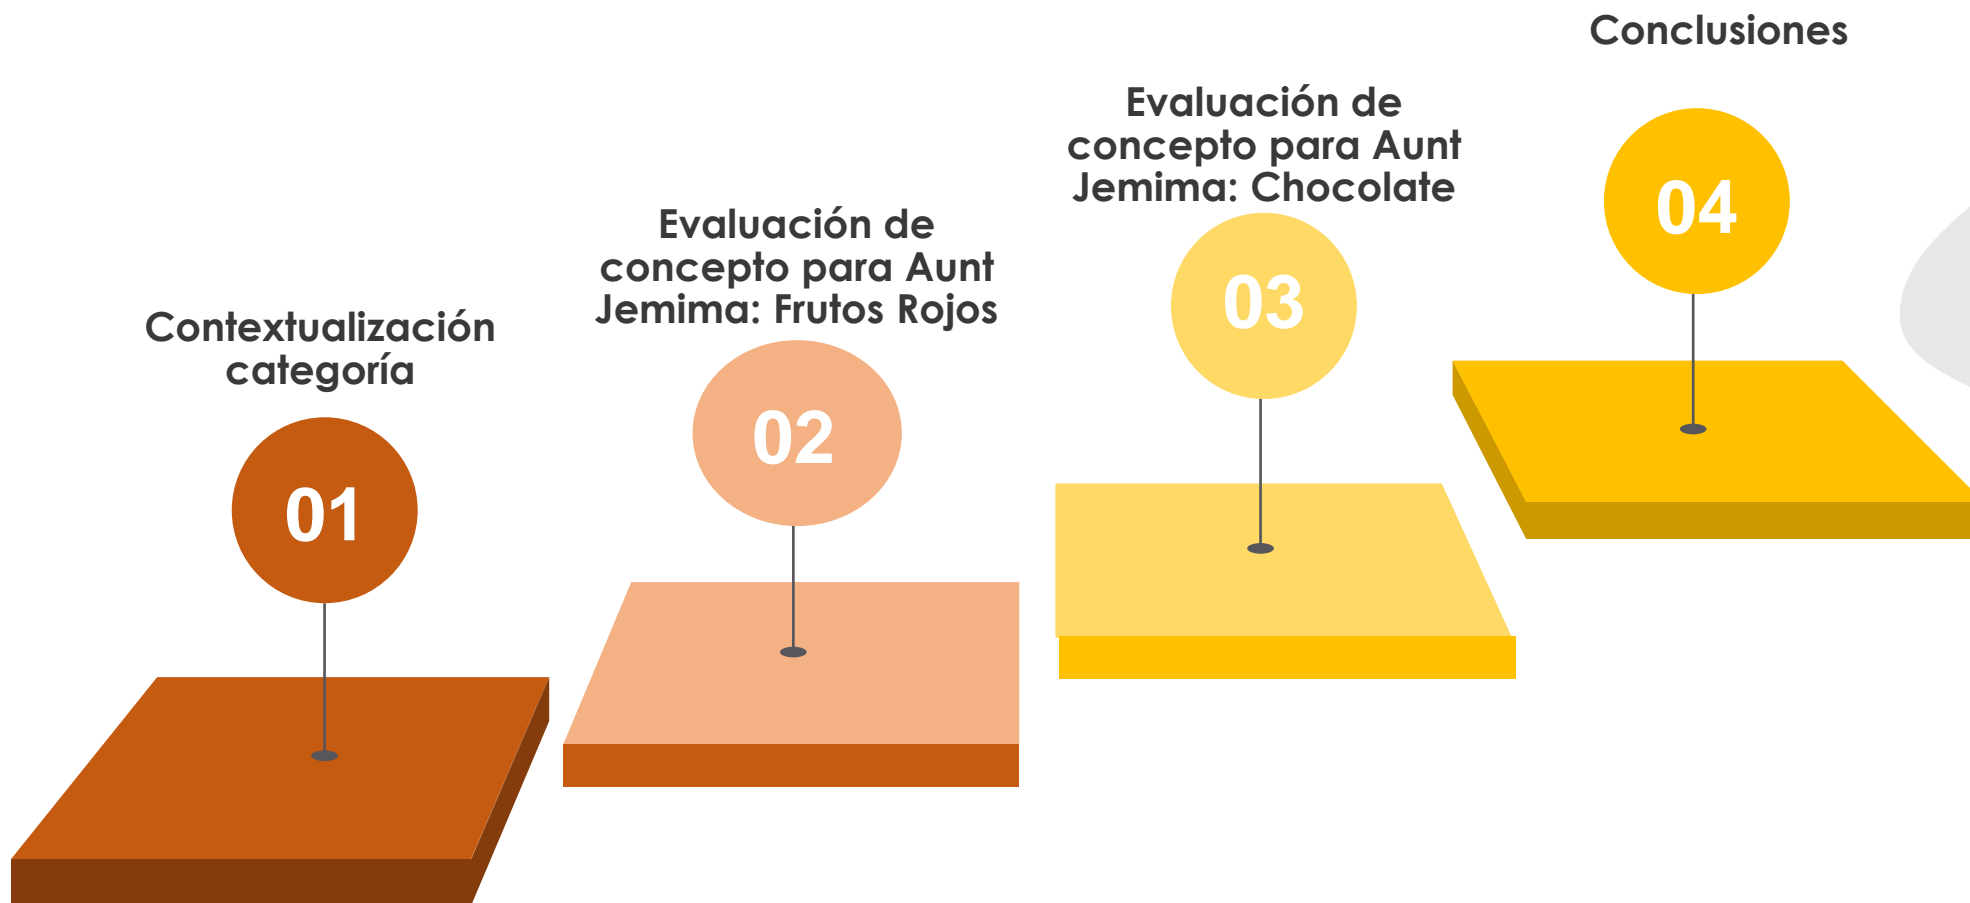 Contextualización
categoría
01
Evaluación de
concepto para Aunt
Jemima: Frutos Rojos
02
Evaluación de
concepto para Aunt
Jemima: Chocolate
03
Conclusiones
04